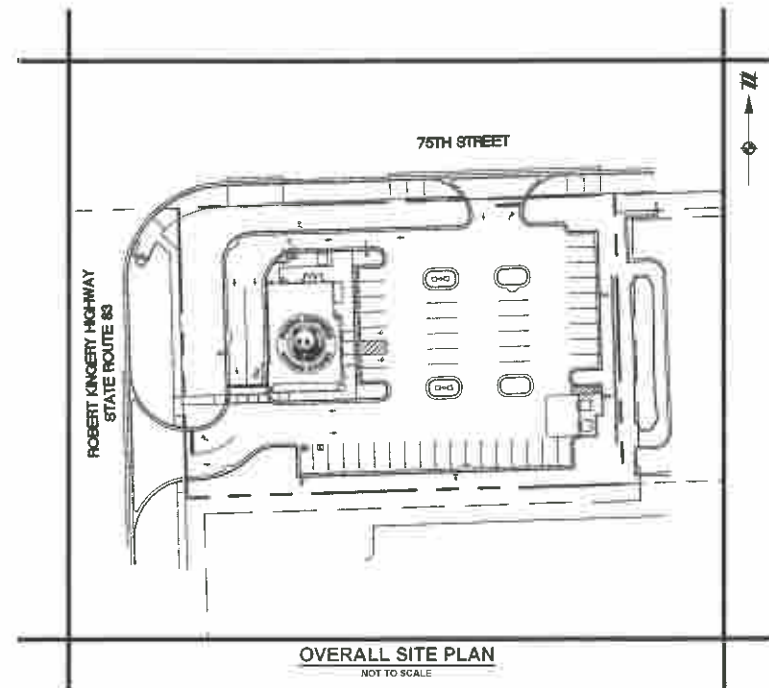 75TH STREET
ROBERT KINGERY HIGHWAY
STATE ROUTE 83
OVERALL SITE PLAN
NOT TO SCALE